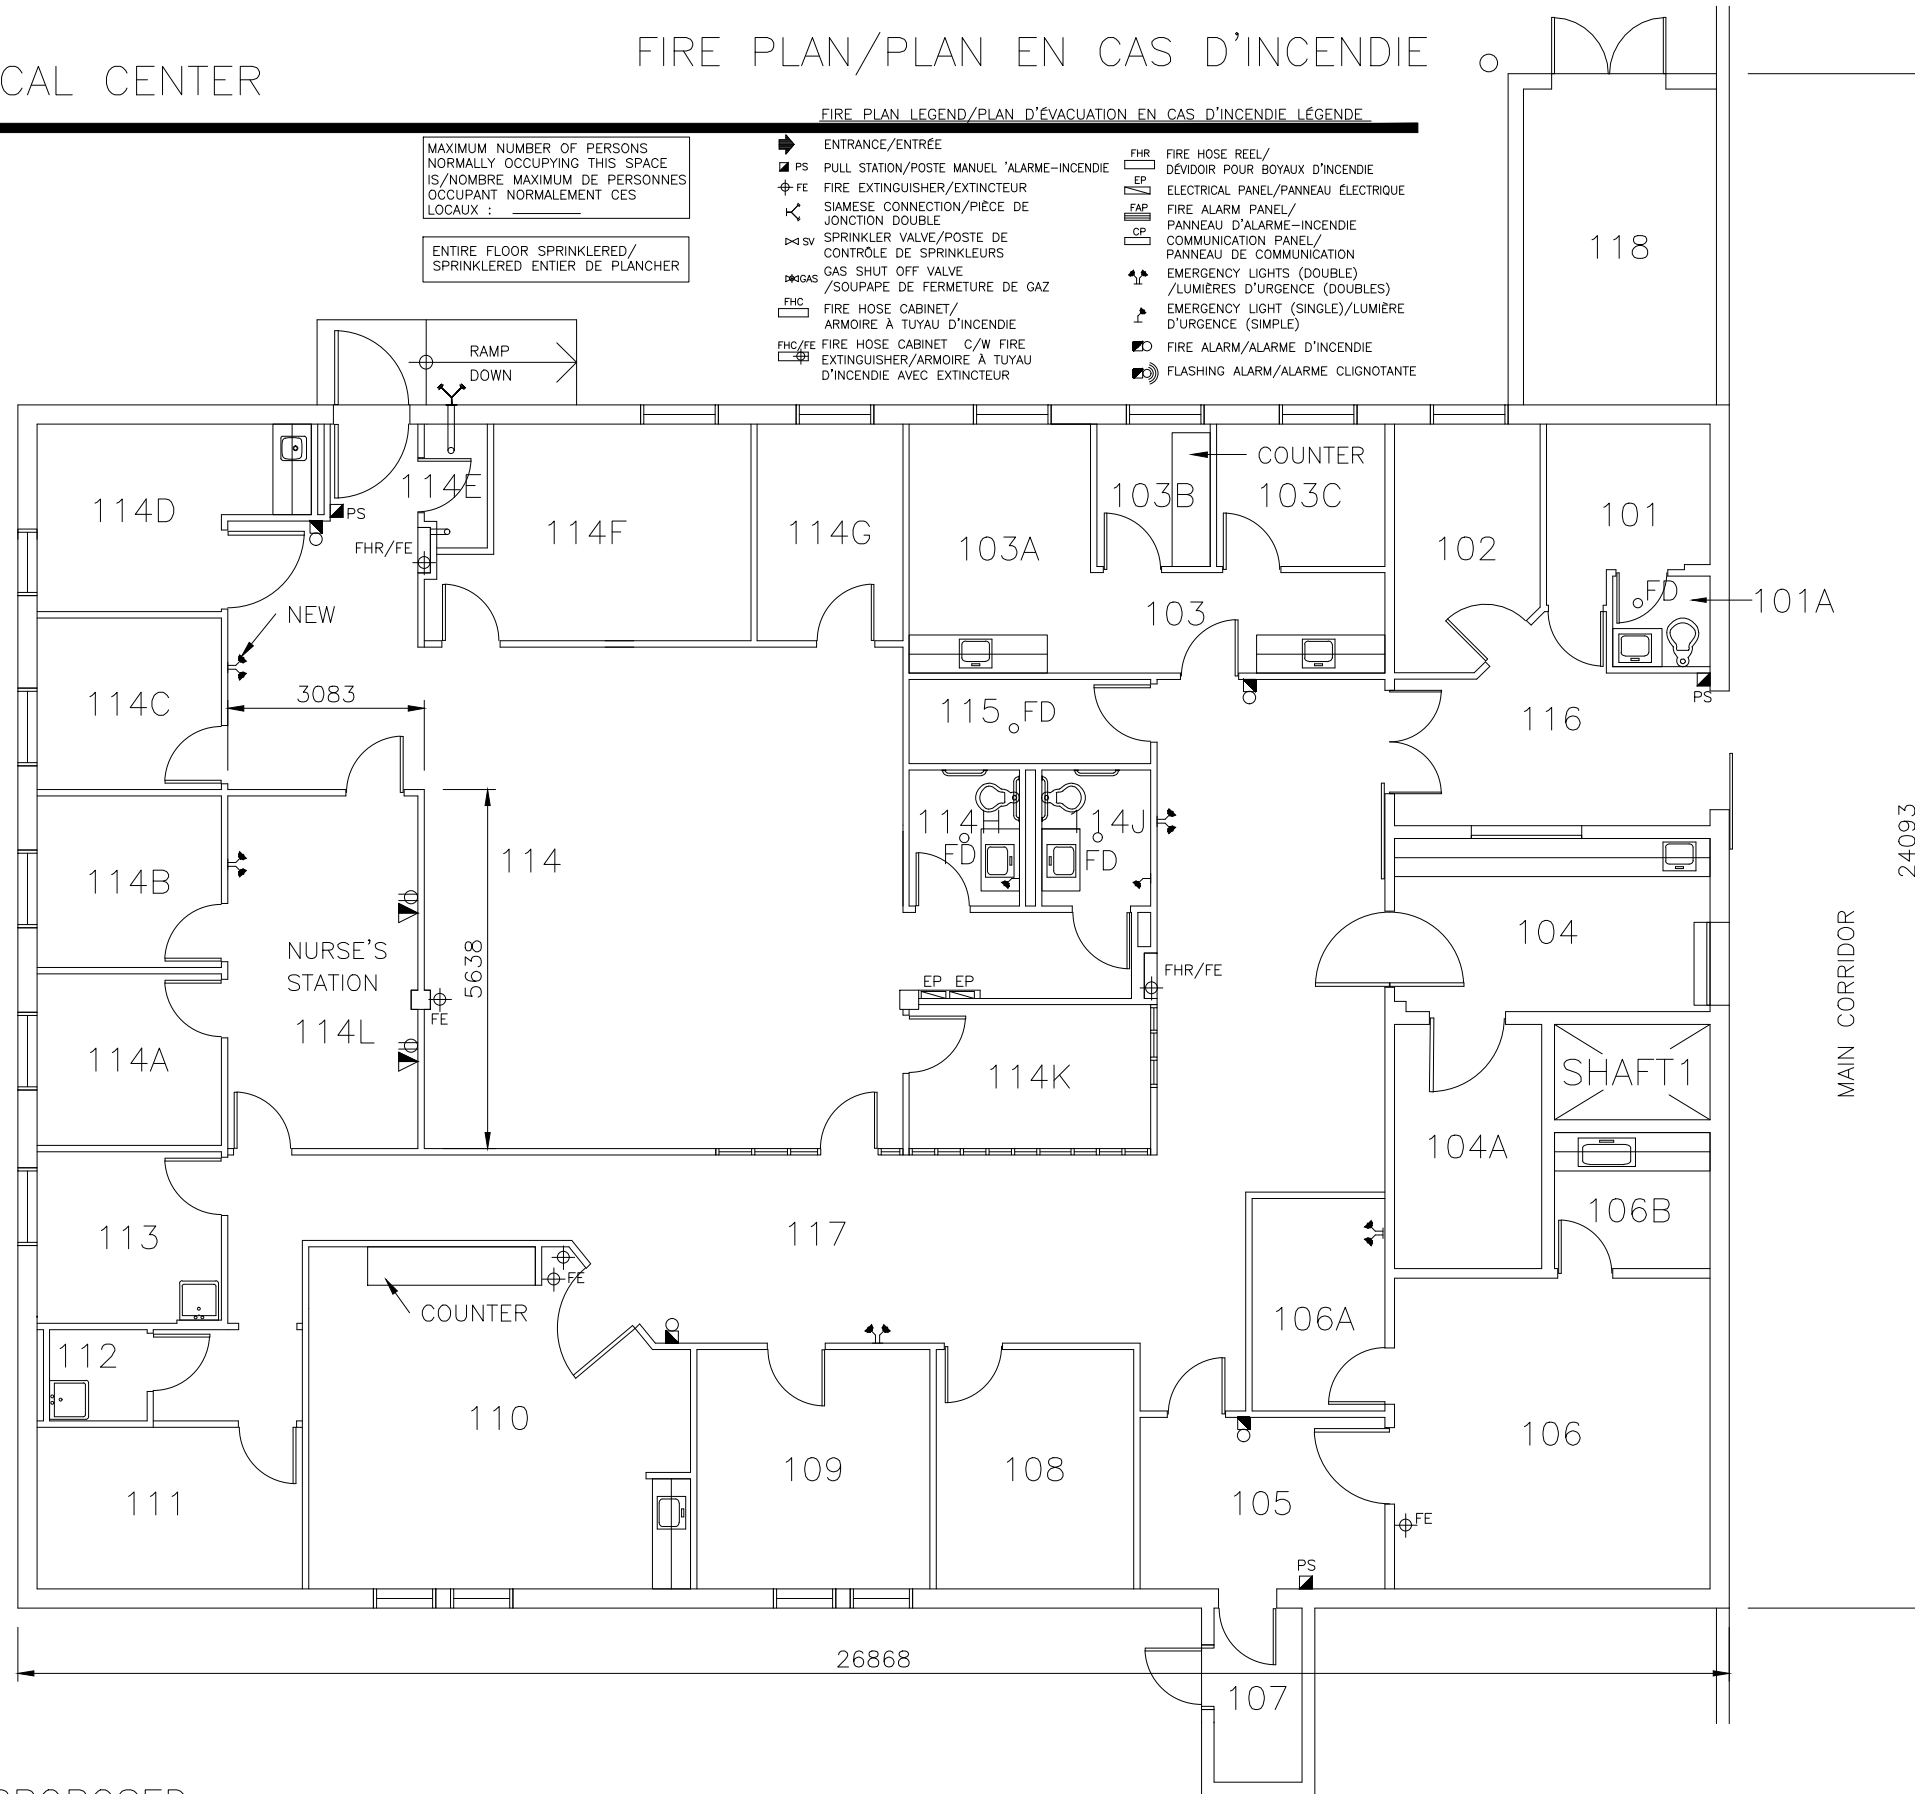 FIRE PLAN/PLAN EN CAS D'INCENDIE
CAL CENTER
FIRE PLAN LEGEND/PLAN D'ÉVACUATION EN CAS D'INCENDIE LÉGENDE
MAXIMUM NUMBER OF PERSONS
NORMALLY OCCUPYING THIS SPACE
IS/NOMBRE MAXIMUM DE PERSONNES
OCCUPANT NORMALEMENT CES
LOCAUX :
ENTIRE FLOOR SPRINKLERED/
SPRINKLERED ENTIER DE PLANCHER
ENTRANCE/ENTRÉE
PS PULL STATION/POSTE MANUEL 'ALARME-INCENDIE
FE FIRE EXTINGUISHER/EXTINCTEUR
SIAMESE CONNECTION/PIÈCE DE
JONCTION DOUBLE
SV SPRINKLER VALVE/POSTE DE
CONTRÔLE DE SPRINKLEURS
GAS GAS SHUT OFF VALVE
/SOUPAPE DE FERMETURE DE GAZ
FHC FIRE HOSE CABINET/
ARMOIRE À TUYAU D'INCENDIE
FHC/FE FIRE HOSE CABINET C/W FIRE
EXTINGUISHER/ARMOIRE À TUYAU
D'INCENDIE AVEC EXTINCTEUR
FHR FIRE HOSE REEL/
DÉVIDOIR POUR BOYAUX D'INCENDIE
EP ELECTRICAL PANEL/PANNEAU ÉLECTRIQUE
FAP FIRE ALARM PANEL/
PANNEAU D'ALARME-INCENDIE
CP COMMUNICATION PANEL/
PANNEAU DE COMMUNICATION
EMERGENCY LIGHTS (DOUBLE)
/LUMIÈRES D'URGENCE (DOUBLES)
EMERGENCY LIGHT (SINGLE)/LUMIÈRE
D'URGENCE (SIMPLE)
FIRE ALARM/ALARME D'INCENDIE
FLASHING ALARM/ALARME CLIGNOTANTE
118
RAMP
DOWN
114D
PS
114E
FHR/FE
114F
114G
103A
103B
COUNTER
103C
102
101
FD
101A
NEW
103
114C
3083
115 FD
PS
116
114B
114
114
FD
14J
FD
24093
NURSE'S
STATION
114L
FE
5638
EP EP
FHR/FE
104
MAIN CORRIDOR
114A
114K
SHAFT1
104A
113
117
106B
FE
COUNTER
106A
112
110
109
108
106
111
105
FE
PS
26868
107